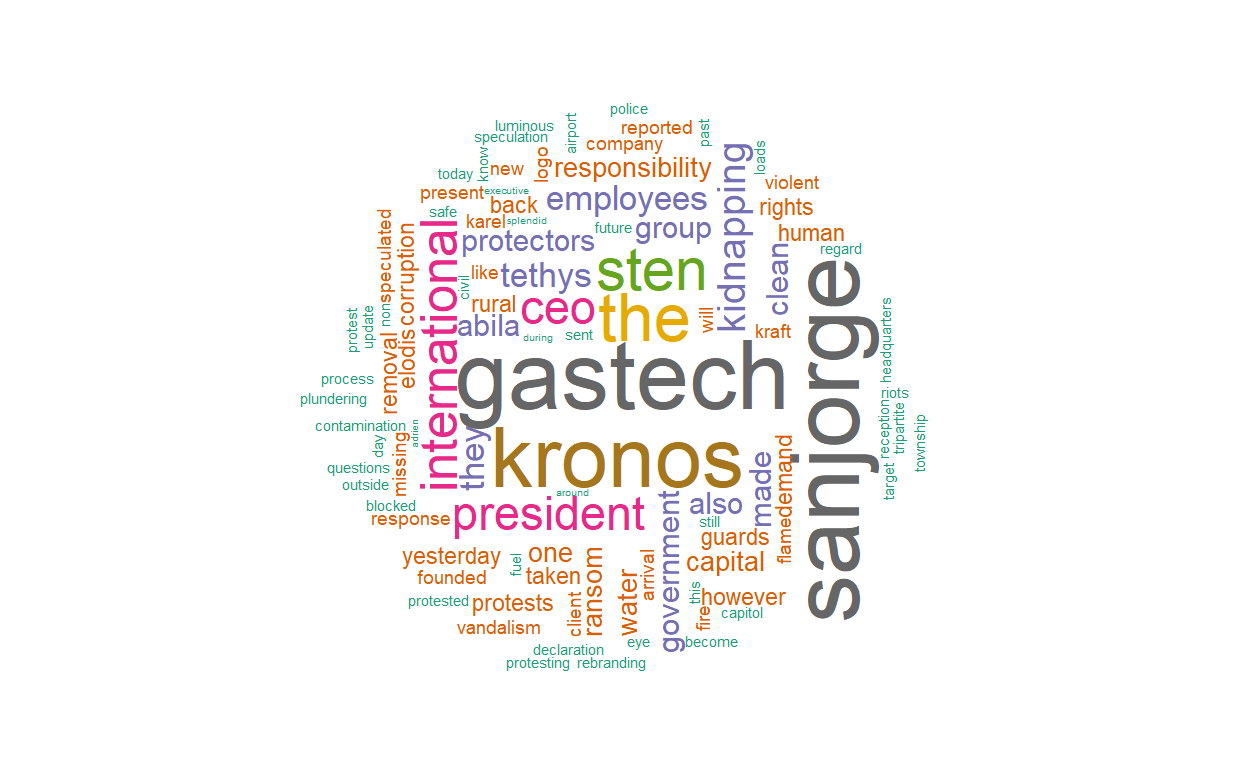 police
luminous
airport
reported
past
speculation
company
loads
know
logo
new
responsibility
kidnapping
today
violent
present
executive
employees
back
rights
safe
karel
splendid
future
group
human
speculated
corruption
international
protectors
clean
regard
sten
like
tethys
civil
sanjorge
rural
ceo
the
will
headquarters
protest
update
non
abila
kraft
during
sent
removal
elodis
gastech
process
riots
plundering
reception
tripartite
township
contamination
adrien
day
kronos
they
missing
demand
questions
target
outside
around
made
blocked
president
also
response
still
government
guards
flame
yesterday
one
fuel
capital
founded
taken
ransom
water
arrival
this
however
protested
protests
client
fire
capitol
vandalism
eye
become
declaration
protesting
rebranding